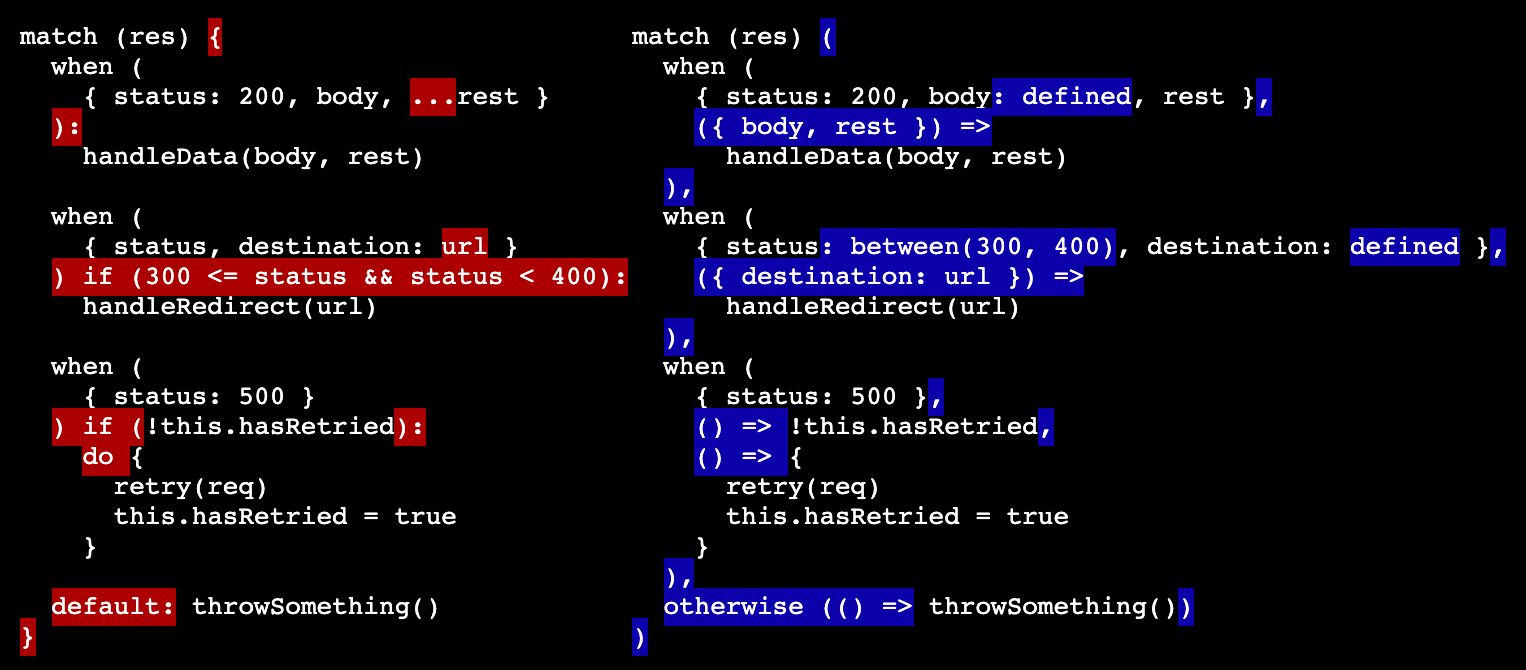 match (res) {
  when (
    { status: 200, body, ...rest }
  ):
    handleData(body, rest)

  when (
    { status, destination: url }
  ) if (300 <= status && status < 400):
    handleRedirect(url)

  when (
    { status: 500 }
  ) if (!this.hasRetried):
    do {
      retry(req)
      this.hasRetried = true
    }

  default: throwSomething()
}

match (res) (
  when (
    { status: 200, body: defined, rest },
    ({ body, rest }) =>
      handleData(body, rest)
  ),
  when (
    { status: between(300, 400), destination: defined },
    ({ destination: url }) =>
      handleRedirect(url)
  ),
  when (
    { status: 500 },
    () => !this.hasRetried,
    () => {
      retry(req)
      this.hasRetried = true
    }
  ),
  otherwise (() => throwSomething())
)